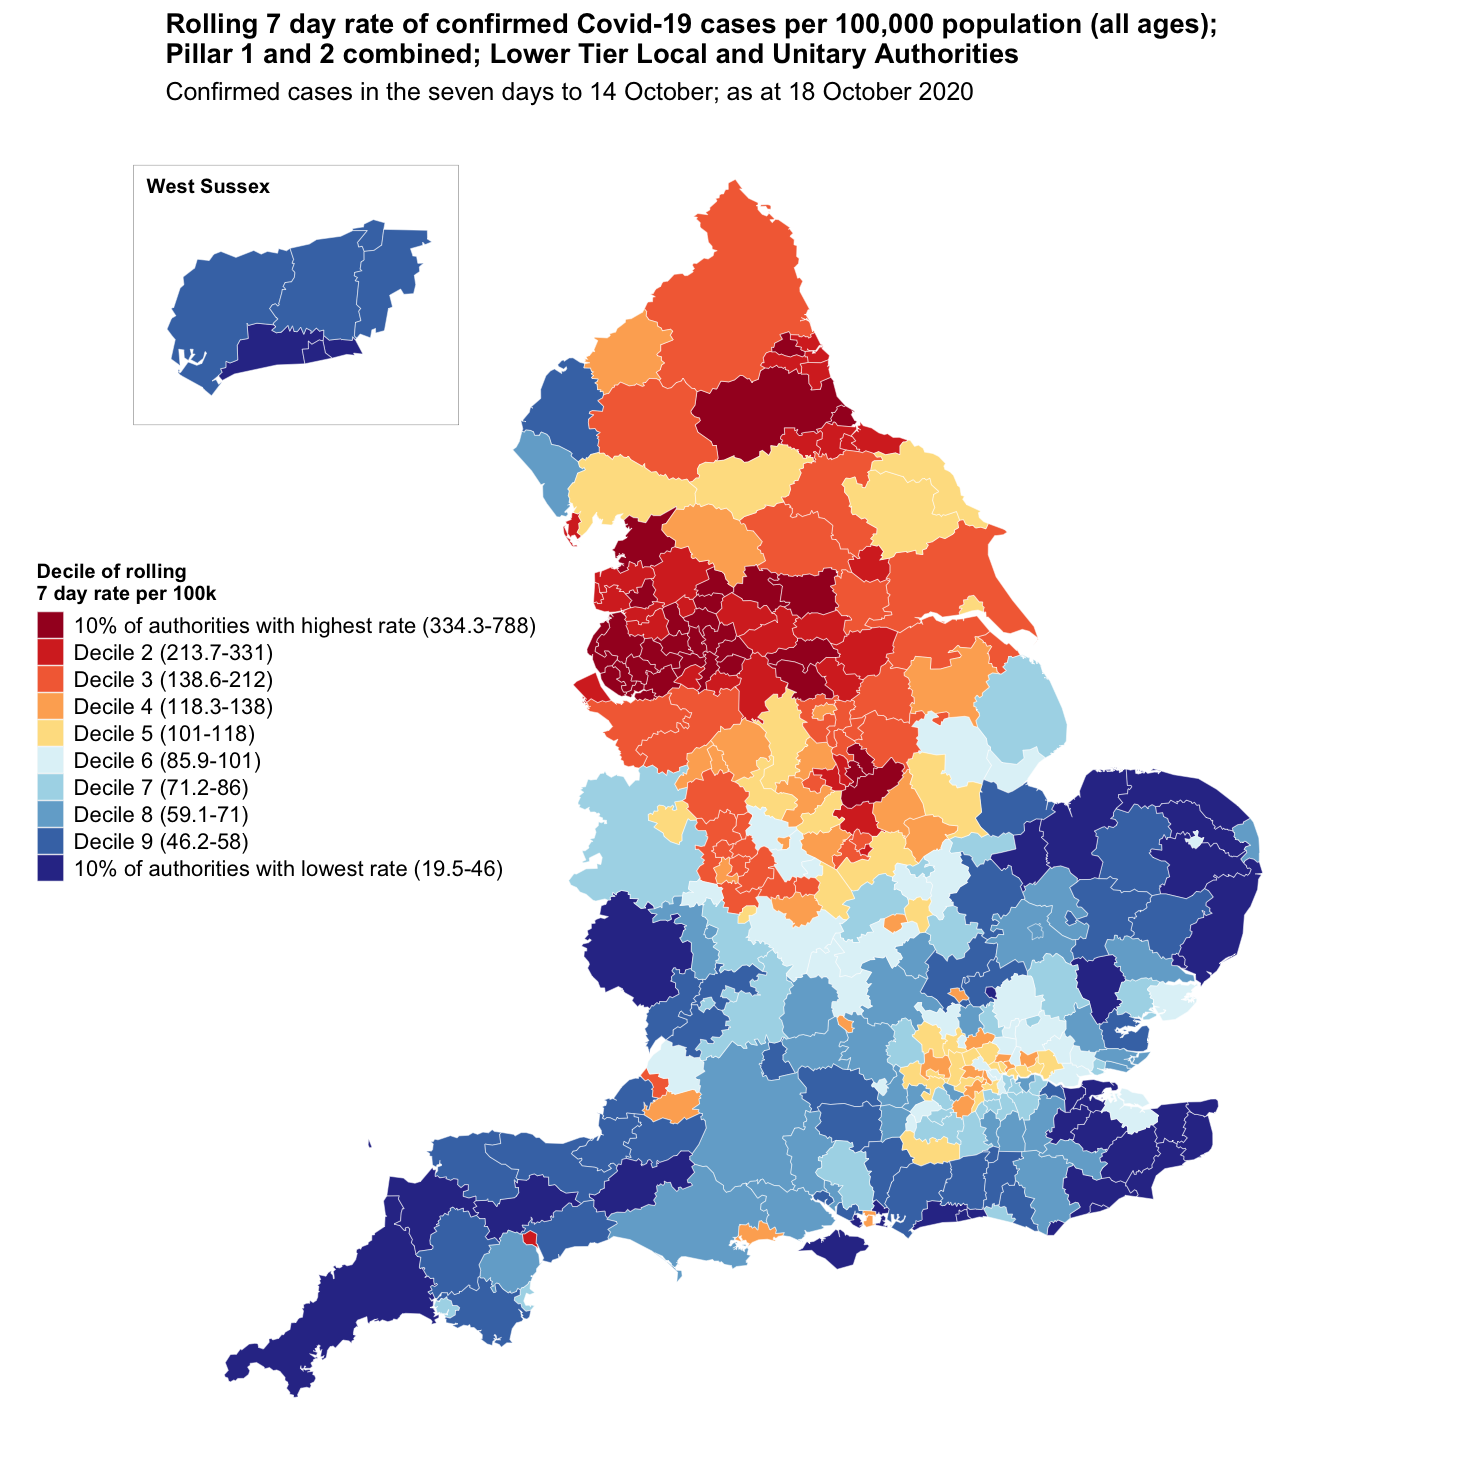 Rolling 7 day rate of confirmed Covid-19 cases per 100,000 population (all ages);
Pillar 1 and 2 combined; Lower Tier Local and Unitary Authorities
Confirmed cases in the seven days to 14 October; as at 18 October 2020
West Sussex
Decile of rolling
7 day rate per 100k
10% of authorities with highest rate (334.3-788)
Decile 2 (213.7-331)
Decile 3 (138.6-212)
Decile 4 (118.3-138)
Decile 5 (101-118)
Decile 6 (85.9-101)
Decile 7 (71.2-86)
Decile 8 (59.1-71)
Decile 9 (46.2-58)
10% of authorities with lowest rate (19.5-46)